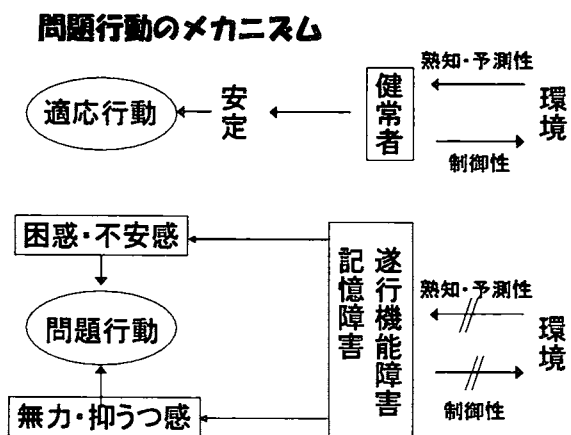 問題行動のメカニズム
適応行動
安定
健常者
熟知・予測性
制御性
環境
困惑・不安感
問題行動
無力・抑うつ感
遂行機能障害
記憶障害
熟知・予測性
制御性
環境